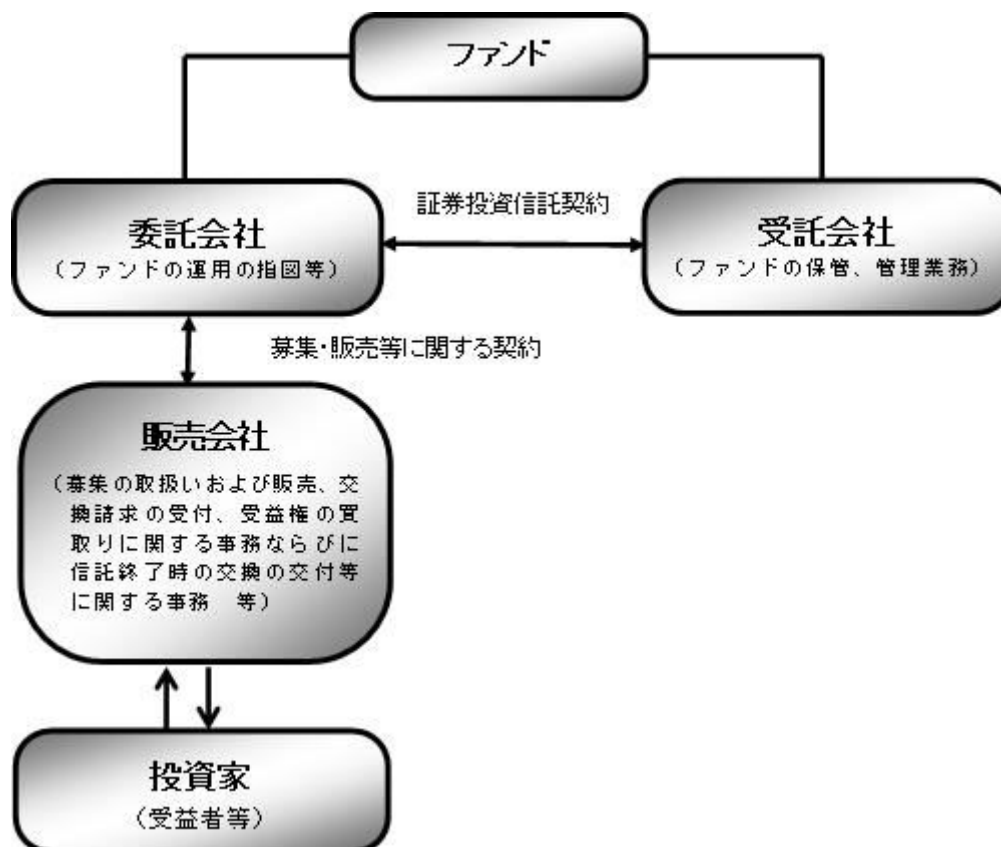 ファンド
証券投資信託契約
委託会社
(ファンドの運用の指図等)
受託会社
(ファンドの保管、管理業務)
募集・販売等に関する契約
販売会社
(募集の取扱いおよび販売、交
換請求の受付、受益権の買
取りに関する事務ならびに
信託終了時の交換の交付等
に関する事務 等)
投資家
(受益者等)